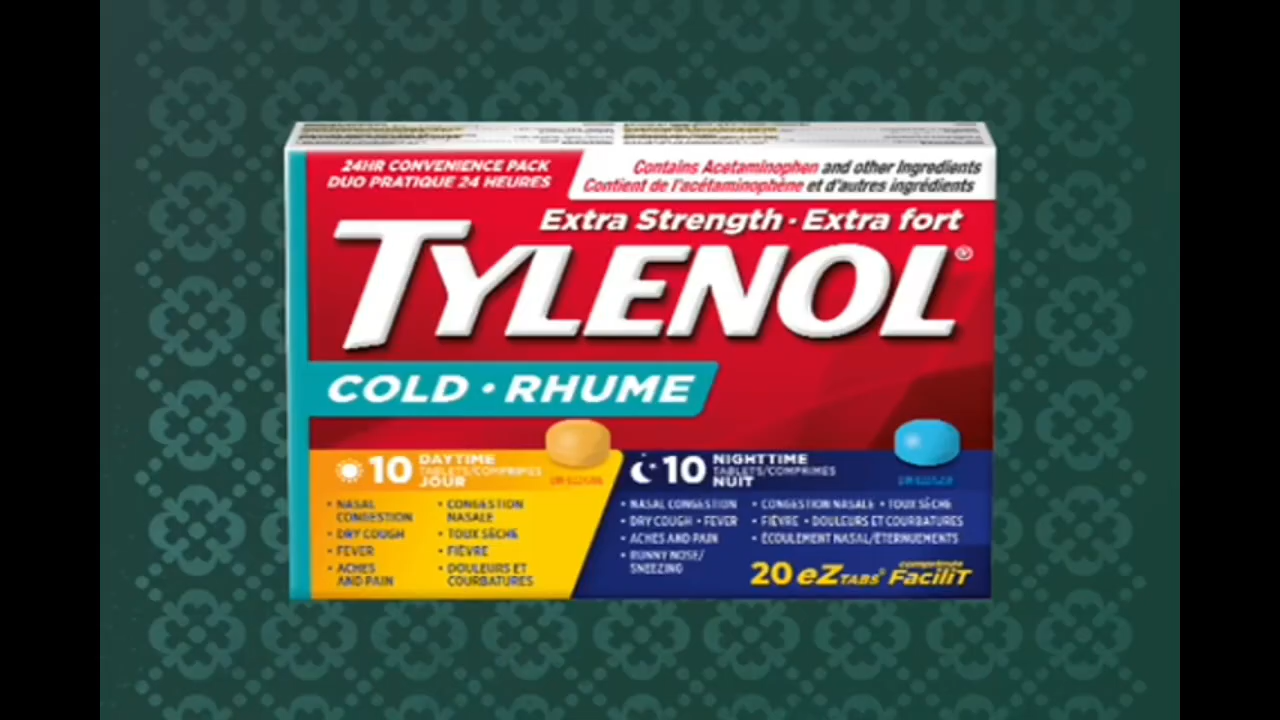 24HR CONVENIENCE PACK
DUO PRATIQUE 24 HEURES
Contains Acetaminophen and other Ingredients
Contient de l'acétaminophène et d'autres ingrédients
Extra Strength · Extra fort
TYLENOL®
COLD · RHUME
10 DAYTIME
TABLETS/COMPRIMÉS
JOUR
• NASAL
CONGESTION
• DRY COUGH
• FEVER
• ACHES
AND PAIN
• CONGESTION
NASALE
• TOUX SÈCHE
• FIÈVRE
• DOULEURS ET
COURBATURES
10 NIGHTTIME
TABLETS/COMPRIMÉS
NUIT
• NASAL CONGESTION
• DRY COUGH • FEVER
• ACHES AND PAIN
• RUNNY NOSE/
SNEEZING
• CONGESTION NASALE • TOUX SÈCHE
• FIÈVRE • DOULEURS ET COURBATURES
• ÉCOULEMENT NASAL/ÉTERNUEMENTS
20 eZ TABS
comprimés
FaciliT